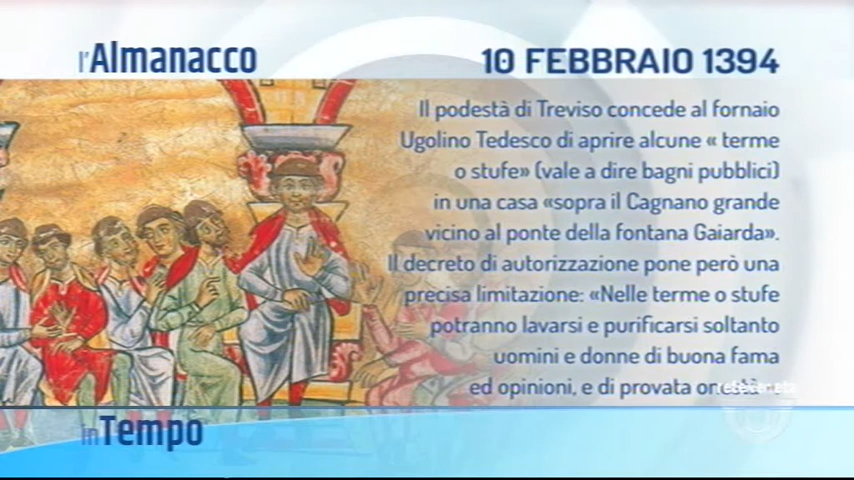 l'Almanacco
10 FEBBRAIO 1394
Il podestà di Treviso concede al fornaio
Ugolino Tedesco di aprire alcune « terme
o stufe» (vale a dire bagni pubblici)
in una casa «sopra il Cagnano grande
vicino al ponte della fontana Gaiarda».
Il decreto di autorizzazione pone però una
precisa limitazione: «Nelle terme o stufe
potranno lavarsi e purificarsi soltanto
uomini e donne di buona fama
ed opinioni, e di provata
inTempo